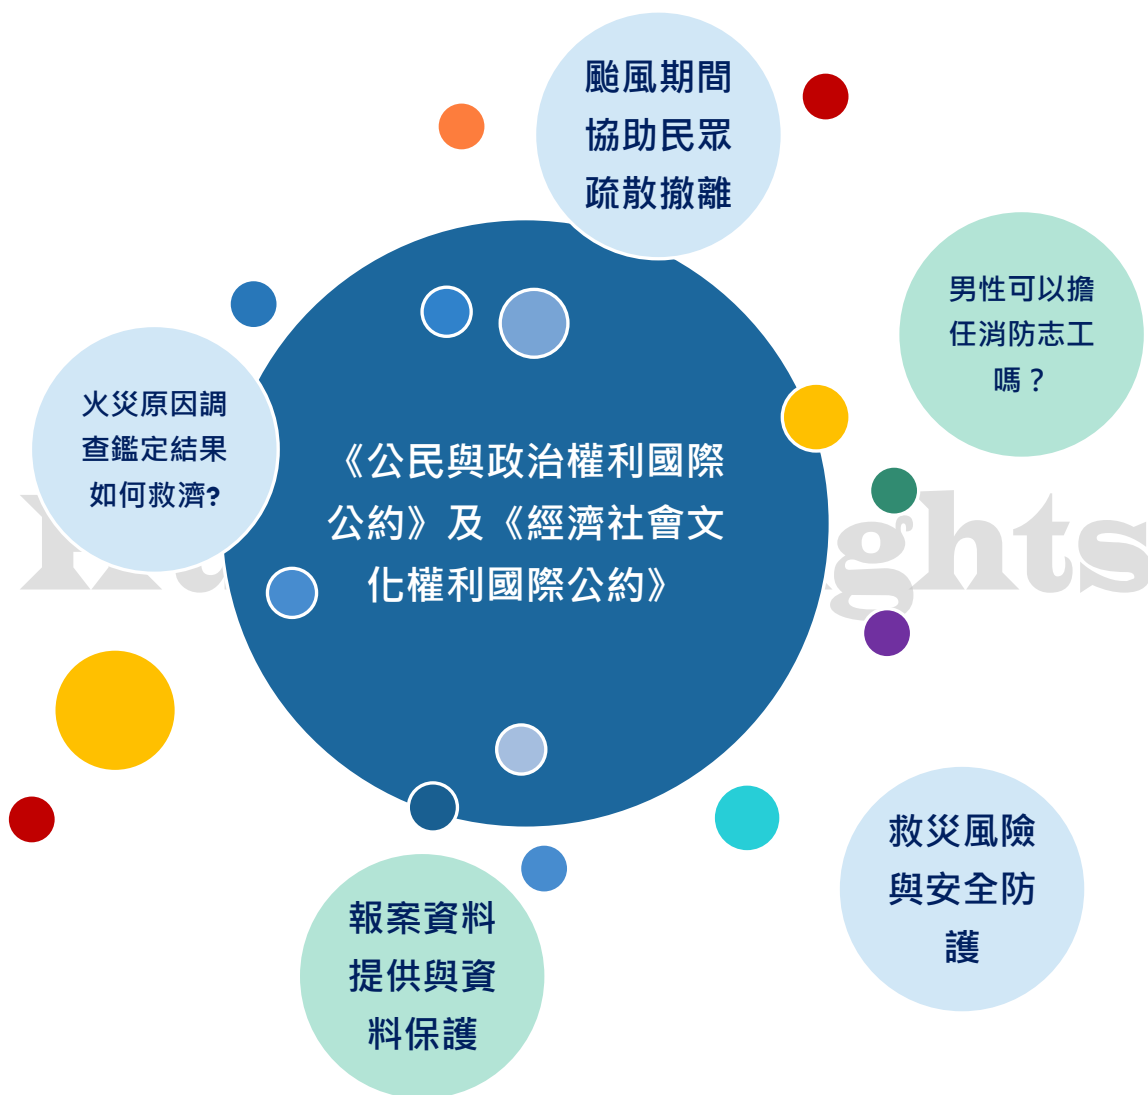 颱風期間
協助民眾
疏散撤離
男性可以擔
任消防志工
嗎？
火災原因調
查鑑定結果
如何救濟?
《公民與政治權利國際
公約》及《經濟社會文
化權利國際公約》
ghts
救災風險
與安全防
護
報案資料
提供與資
料保護